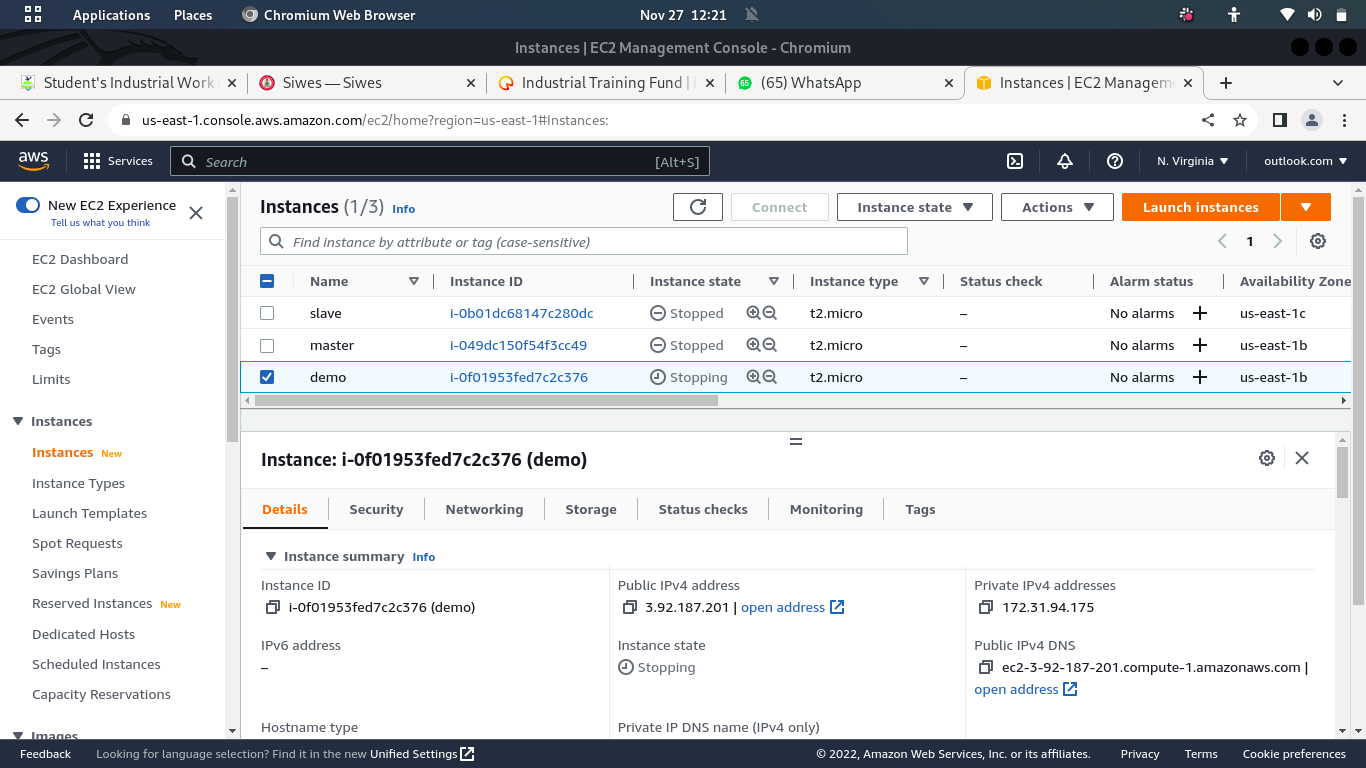 Applications Places Chromium Web Browser Nov 27 12:21
Instances | EC2 Management Console - Chromium
Student's Industrial Work Siwes — Siwes Industrial Training Fund | 65 (65) WhatsApp Instances | EC2 Managem
us-east-1.console.aws.amazon.com/ec2/home?region=us-east-1#Instances:
aws Services Search [Alt+S] N. Virginia outlook.com
New EC2 Experience
Tell us what you think
EC2 Dashboard
EC2 Global View
Events
Tags
Limits
Instances
Instances New
Instance Types
Launch Templates
Spot Requests
Savings Plans
Reserved Instances New
Dedicated Hosts
Scheduled Instances
Capacity Reservations
Images
Instances (1/3) Info Connect Instance state Actions Launch instances
Find instance by attribute or tag (case-sensitive) 1
Name Instance ID Instance state Instance type Status check Alarm status Availability Zone
slave i-0b01dc68147c280dc Stopped t2.micro – No alarms us-east-1c
master i-049dc150f54f3cc49 Stopped t2.micro – No alarms us-east-1b
demo i-0f01953fed7c2c376 Stopping t2.micro – No alarms us-east-1b
Instance: i-0f01953fed7c2c376 (demo)
Details Security Networking Storage Status checks Monitoring Tags
Instance summary Info
Instance ID Public IPv4 address Private IPv4 addresses
i-0f01953fed7c2c376 (demo) 3.92.187.201 | open address 172.31.94.175
IPv6 address Instance state Public IPv4 DNS
– Stopping ec2-3-92-187-201.compute-1.amazonaws.com |
open address
Hostname type Private IP DNS name (IPv4 only)
Feedback Looking for language selection? Find it in the new Unified Settings © 2022, Amazon Web Services, Inc. or its affiliates. Privacy Terms Cookie preferences